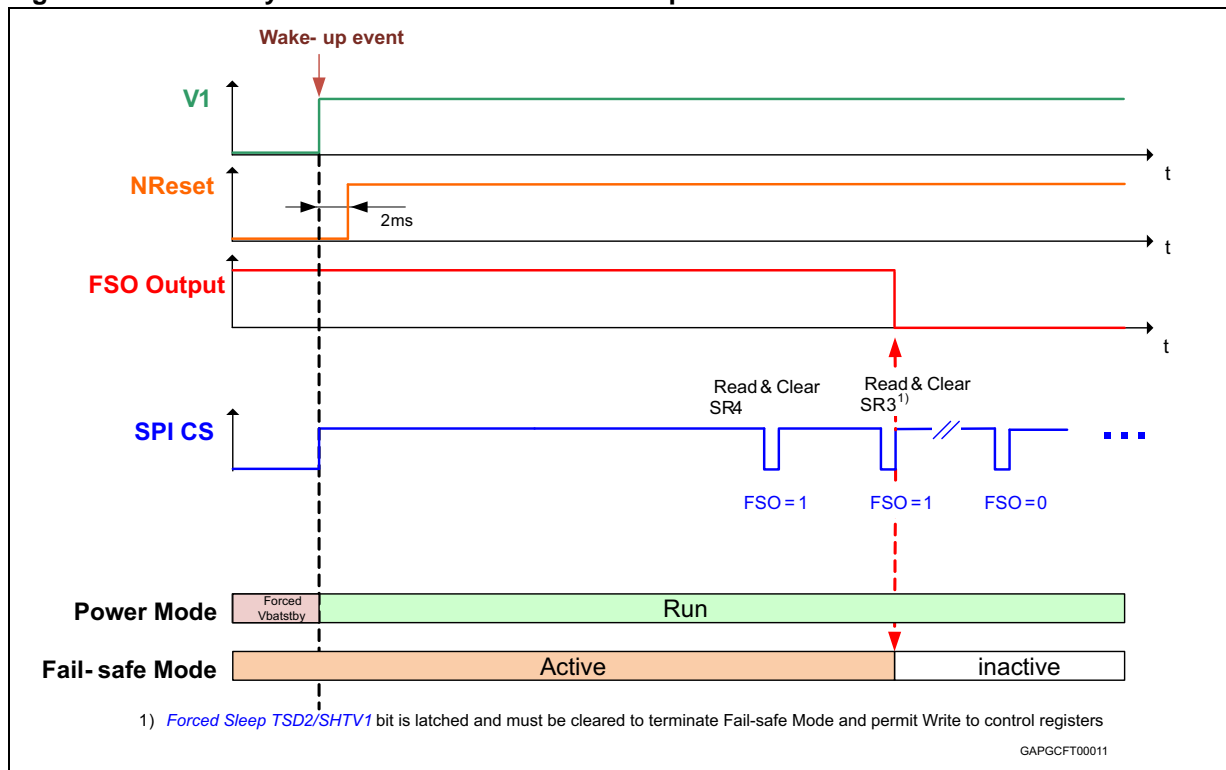 Wake- up event
V1
t
NReset
2ms
t
FSO Output
t
Read & Clear
SR4
Read & Clear
SR3¹⁾
SPI CS
FSO = 1
FSO = 1
FSO = 0
Power Mode
Forced
Vbatstby
Run
Fail- safe Mode
Active
inactive
1) Forced Sleep TSD2/SHTV1 bit is latched and must be cleared to terminate Fail-safe Mode and permit Write to control registers
GAPGCFT00011